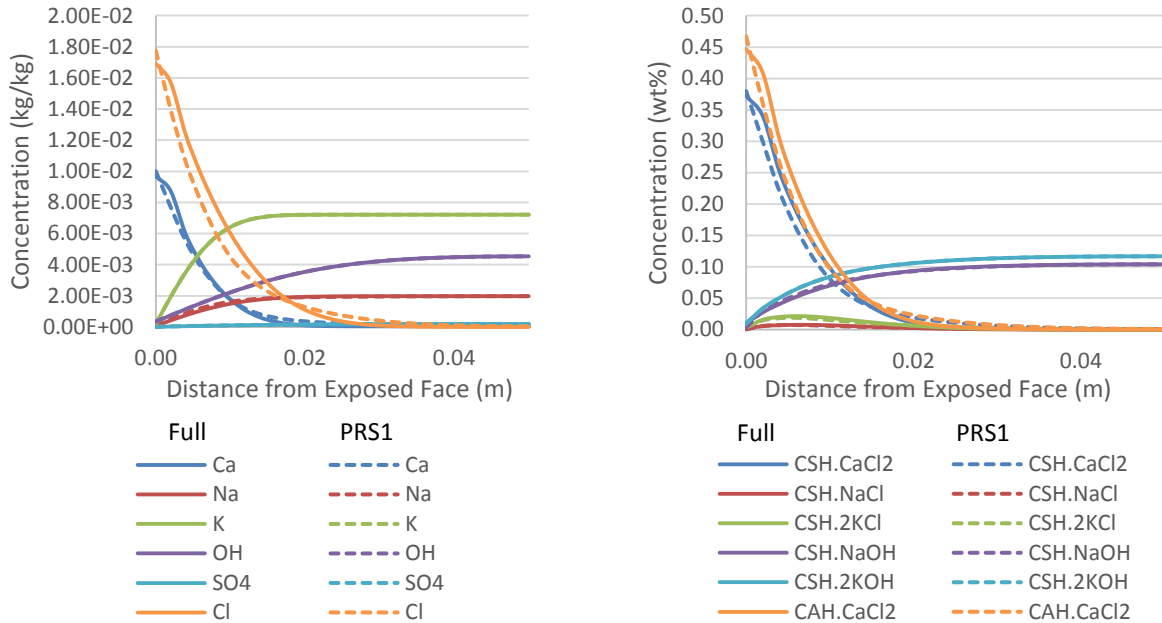 2.00E-02
1.80E-02
1.60E-02
1.40E-02
1.20E-02
1.00E-02
8.00E-03
6.00E-03
4.00E-03
2.00E-03
0.00E+00
Concentration (kg/kg)
0.00 0.02 0.04
Distance from Exposed Face (m)
Full PRS1
Ca Ca
Na Na
K K
OH OH
SO4 SO4
Cl Cl
0.50
0.45
0.40
0.35
0.30
0.25
0.20
0.15
0.10
0.05
0.00
Concentration (wt%)
0.00 0.02 0.04
Distance from Exposed Face (m)
Full PRS1
CSH.CaCl2 CSH.CaCl2
CSH.NaCl CSH.NaCl
CSH.2KCl CSH.2KCl
CSH.NaOH CSH.NaOH
CSH.2KOH CSH.2KOH
CAH.CaCl2 CAH.CaCl2